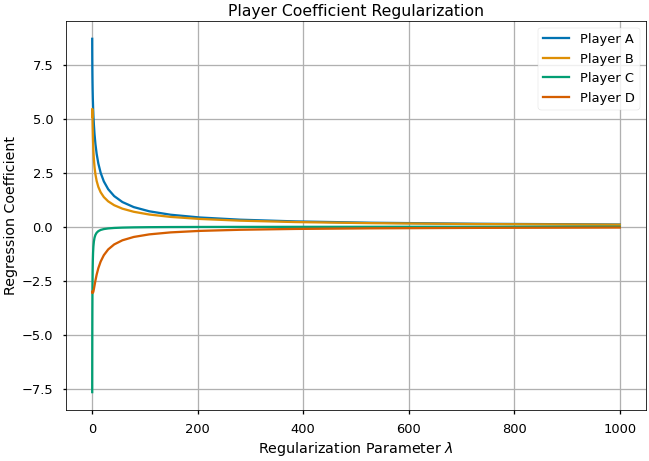 Player Coefficient Regularization
Player A
Player B
Player C
Player D
Regression Coefficient
7.5
5.0
2.5
0.0
−2.5
−5.0
−7.5
0
200
400
600
800
1000
Regularization Parameter λ